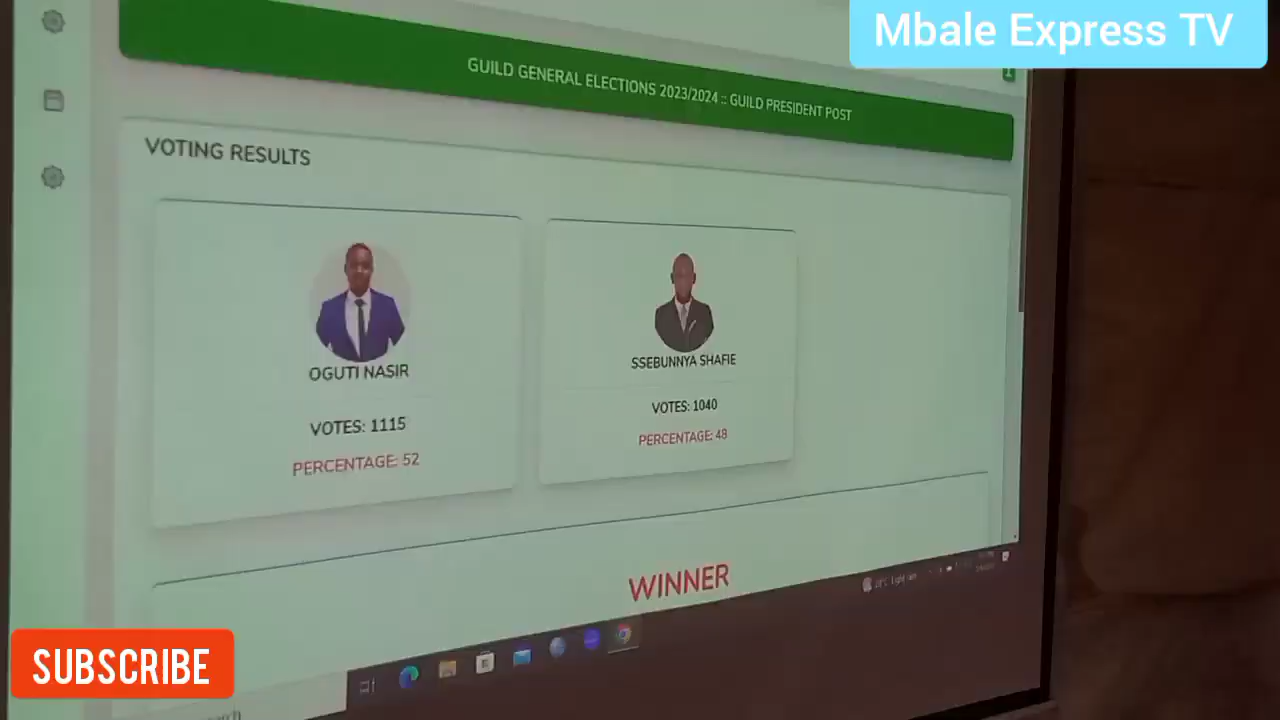 Mbale Express TV
GUILD GENERAL ELECTIONS 2023/2024 :: GUILD PRESIDENT POST
VOTING RESULTS
OGUTI NASIR
VOTES: 1115
PERCENTAGE: 52
SSEBUNNYA SHAFIE
VOTES: 1040
PERCENTAGE: 48
WINNER
SUBSCRIBE